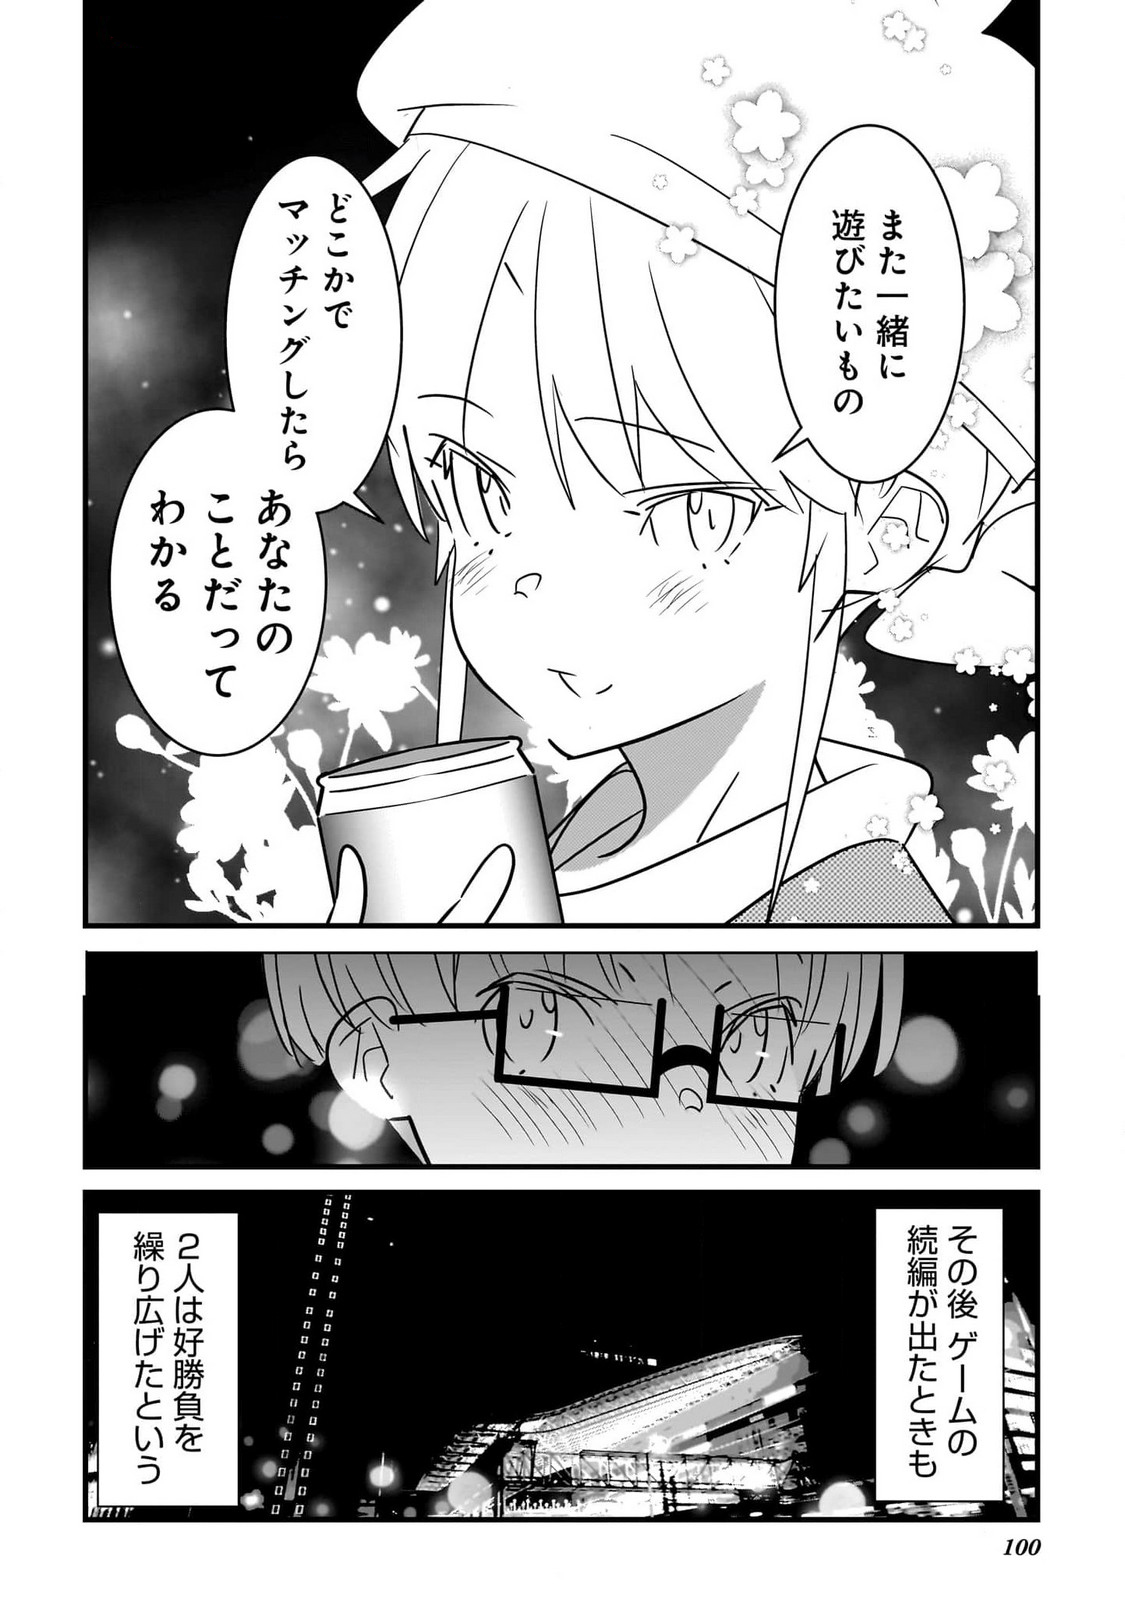 また一緒に
遊びたいもの
どこかで
マッチングしたら
あなたの
ことだって
わかる
その後 ゲームの
続編が出たときも
２人は好勝負を
繰り広げたという
100